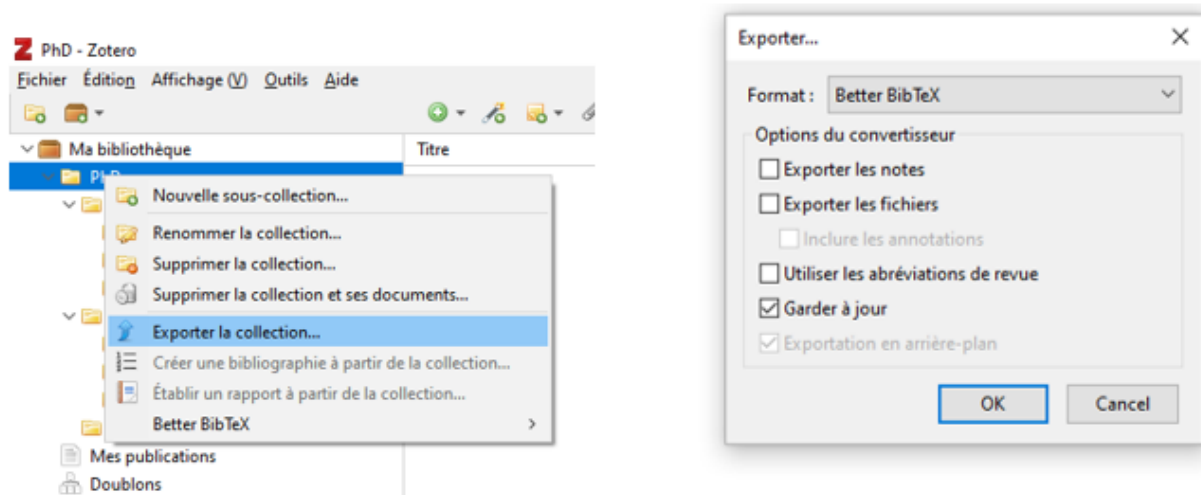 PhD - Zotero
Fichier Édition Affichage (V) Outils Aide
Ma bibliothèque
Titre
Nouvelle sous-collection...
Renommer la collection...
Supprimer la collection...
Supprimer la collection et ses documents...
Exporter la collection...
Créer une bibliographie à partir de la collection...
Établir un rapport à partir de la collection...
Better BibTeX
Mes publications
Doublons
Exporter...
Format : Better BibTeX
Options du convertisseur
Exporter les notes
Exporter les fichiers
Inclure les annotations
Utiliser les abréviations de revue
Garder à jour
Exportation en arrière-plan
OK Cancel